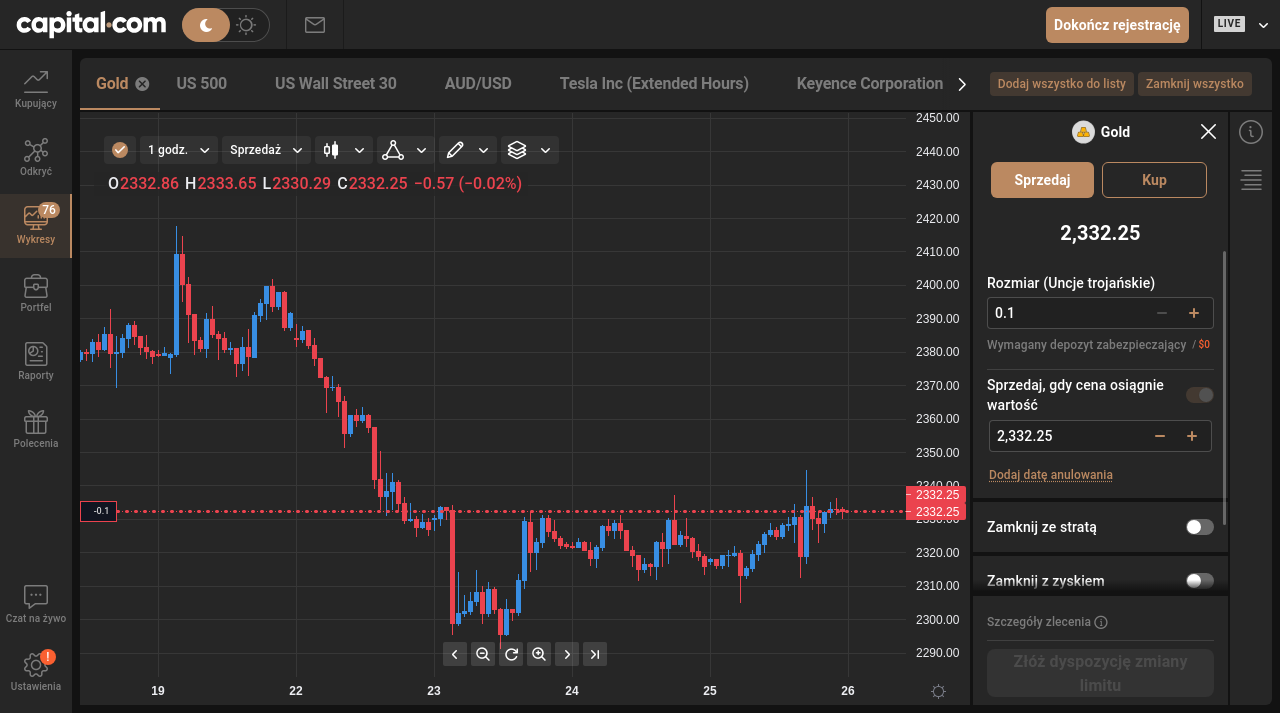 capital.com
Dokończ rejestrację
LIVE
Kupujący
Odkryć
76
Wykresy
Portfel
Raporty
Polecenia
Czat na żywo
!
Ustawienia
Gold
US 500
US Wall Street 30
AUD/USD
Tesla Inc (Extended Hours)
Keyence Corporation
Dodaj wszystko do listy
Zamknij wszystko
1 godz.
Sprzedaż
O2332.86 H2333.65 L2330.29 C2332.25 −0.57 (−0.02%)
2450.00
2440.00
2430.00
2420.00
2410.00
2400.00
2390.00
2380.00
2370.00
2360.00
2350.00
2340.00
2332.25
2332.25
2330.00
2320.00
2310.00
2300.00
2290.00
-0.1
19
22
23
24
25
26
Gold
Sprzedaj
Kup
2,332.25
Rozmiar (Uncje trojańskie)
0.1
Wymagany depozyt zabezpieczający / $0
Sprzedaj, gdy cena osiągnie
wartość
2,332.25
Dodaj datę anulowania
Zamknij ze stratą
Zamknij z zyskiem
Szczegóły zlecenia
Złóż dyspozycję zmiany
limitu